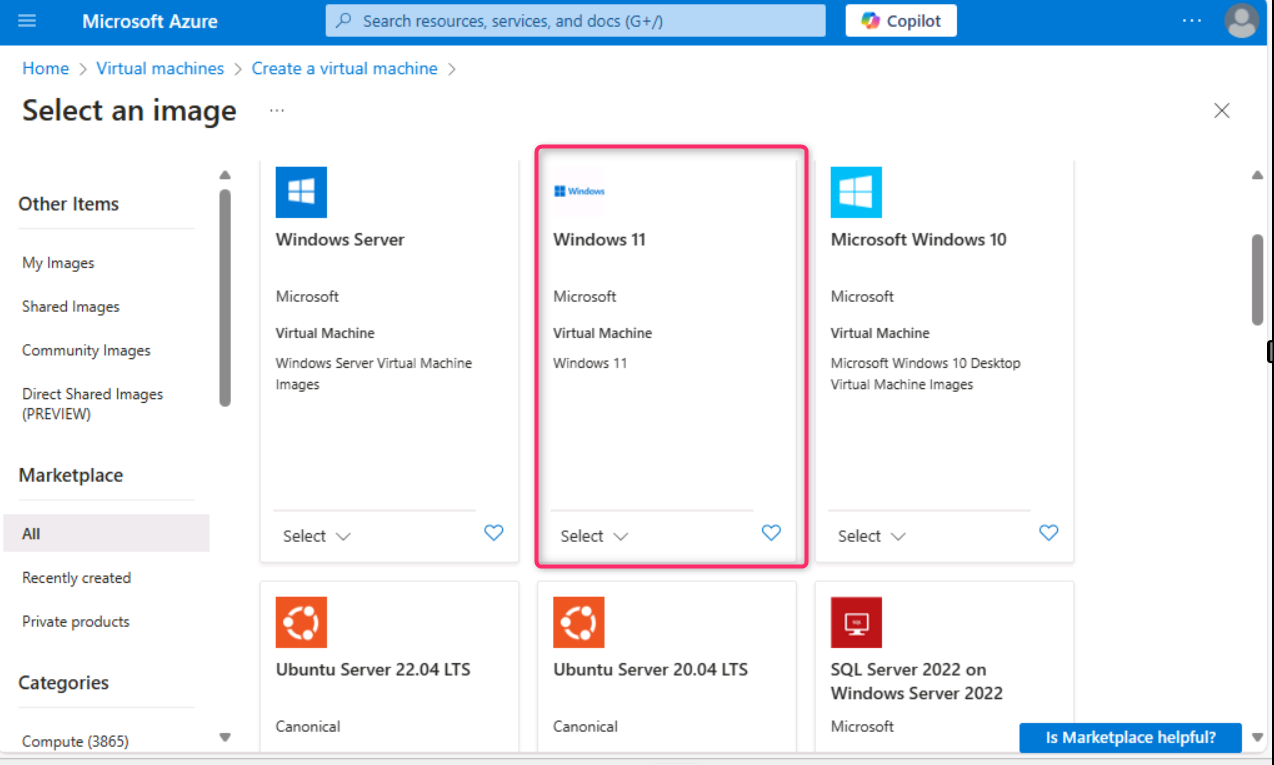 Microsoft Azure
Search resources, services, and docs (G+/)
Copilot
Home > Virtual machines > Create a virtual machine >
Select an image ...
Other Items
My Images
Shared Images
Community Images
Direct Shared Images
(PREVIEW)
Marketplace
All
Recently created
Private products
Categories
Compute (3865)
Windows Server
Microsoft
Virtual Machine
Windows Server Virtual Machine
Images
Select
Windows
Windows 11
Microsoft
Virtual Machine
Windows 11
Select
Microsoft Windows 10
Microsoft
Virtual Machine
Microsoft Windows 10 Desktop
Virtual Machine Images
Select
Ubuntu Server 22.04 LTS
Canonical
Ubuntu Server 20.04 LTS
Canonical
SQL
SQL Server 2022 on
Windows Server 2022
Microsoft
Is Marketplace helpful?